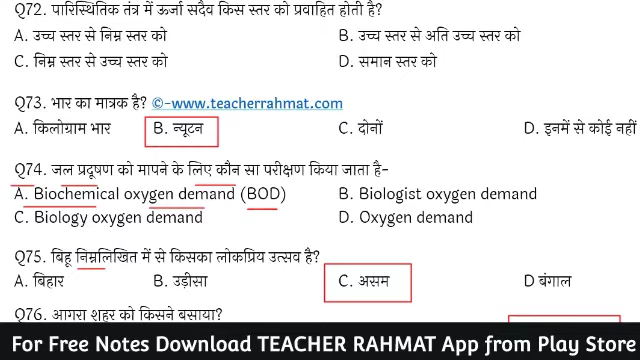 Q72. पारिस्थितिक तंत्र में ऊर्जा सदैव किस स्तर को प्रवाहित होती है?
A. उच्च स्तर से निम्न स्तर को B. उच्च स्तर से अति उच्च स्तर को
C. निम्न स्तर से उच्च स्तर को D. समान स्तर को
Q73. भार का मात्रक है? ©-www.teacherrahmat.com
A. किलोग्राम भार B. न्यूटन C. दोनों D. इनमें से कोई नहीं
Q74. जल प्रदूषण को मापने के लिए कौन सा परीक्षण किया जाता है-
A. Biochemical oxygen demand (BOD) B. Biologist oxygen demand
C. Biology oxygen demand D. Oxygen demand
Q75. बिहू निम्नलिखित में से किसका लोकप्रिय उत्सव है?
A. बिहार B. उड़ीसा C. असम D बंगाल
Q76. आगरा शहर को किसने बसाया?
For Free Notes Download TEACHER RAHMAT App from Play Store